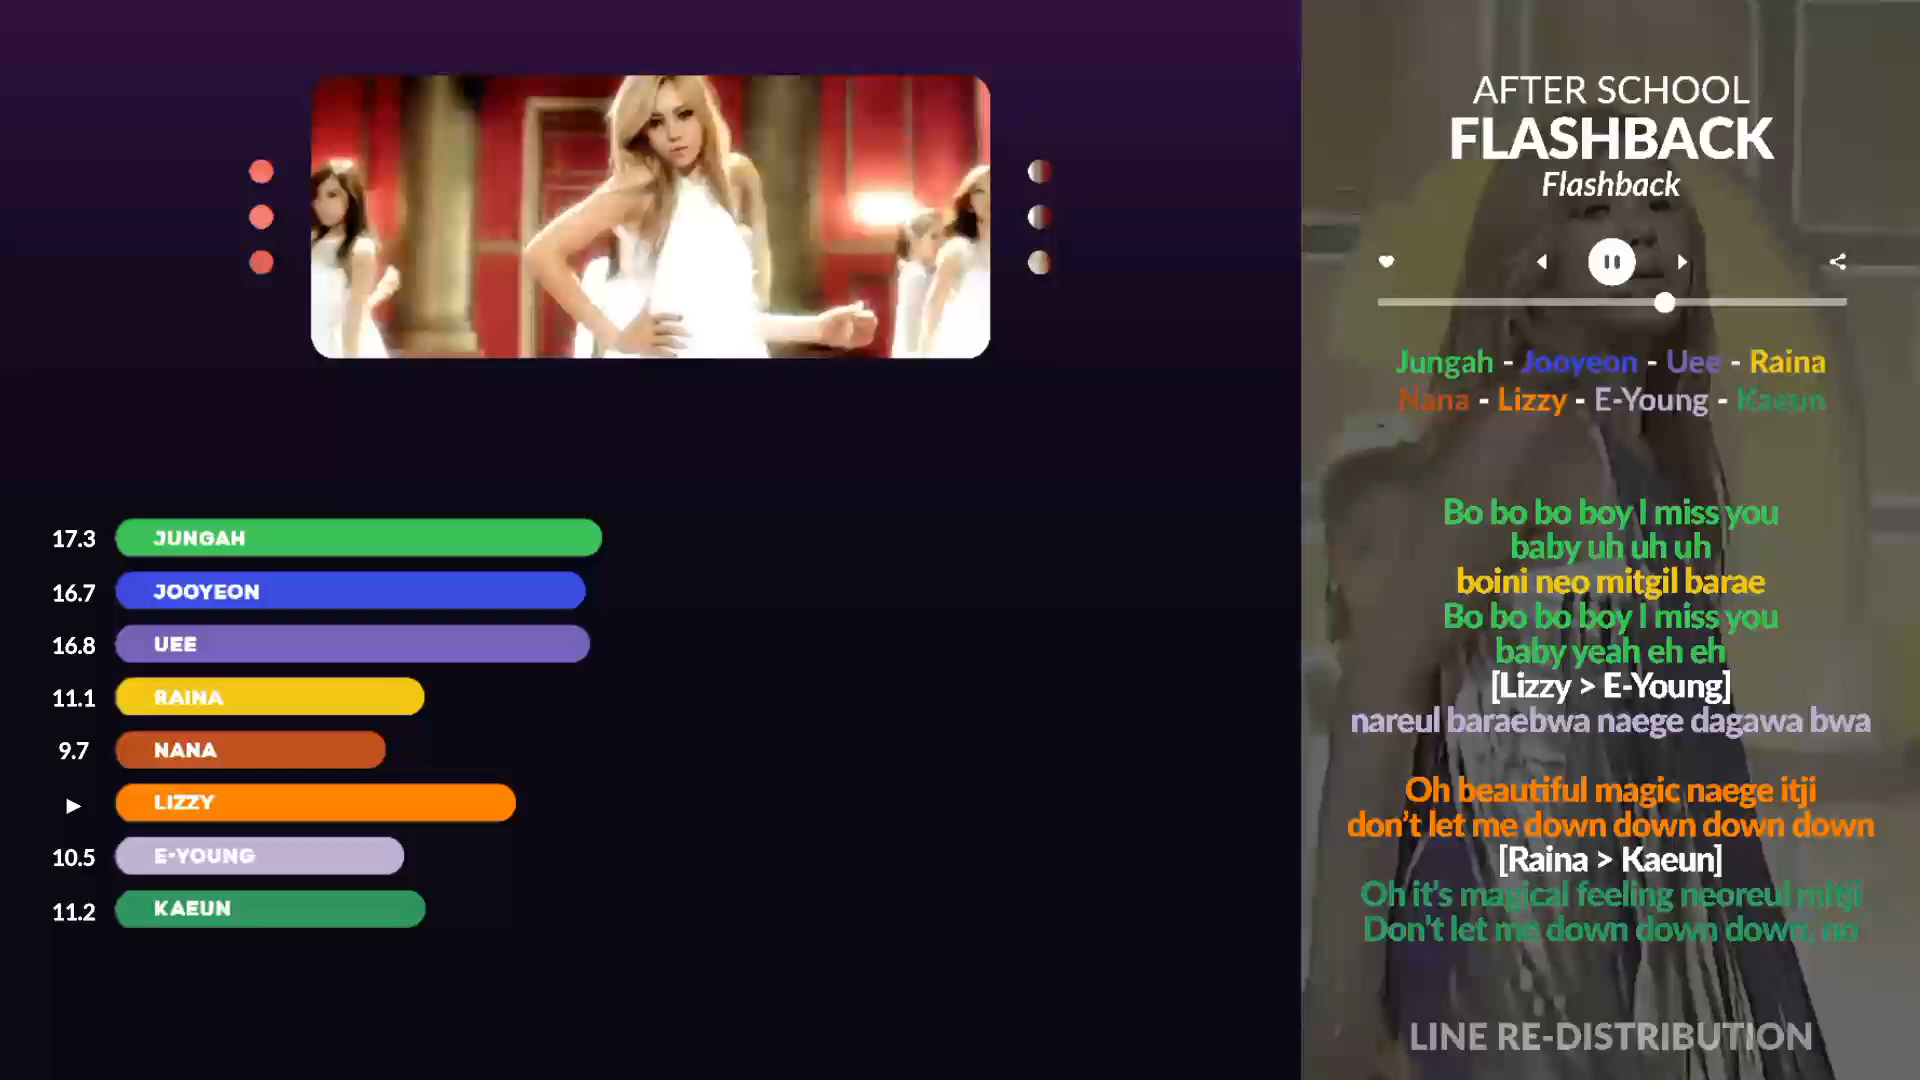 AFTER SCHOOL
FLASHBACK
Flashback
Jungah - Jooyeon - Uee - Raina
Nana - Lizzy - E-Young - Kaeun
17.3 JUNGAH
16.7 JOOYEON
16.8 UEE
11.1 RAINA
9.7 NANA
LIZZY
10.5 E-YOUNG
11.2 KAEUN
Bo bo bo boy I miss you
baby uh uh uh
boini neo mitgil barae
Bo bo bo boy I miss you
baby yeah eh eh
[Lizzy > E-Young]
nareul baraebwa naege dagawa bwa
Oh beautiful magic naege itji
don't let me down down down down
[Raina > Kaeun]
Oh it's magical feeling neoreul mitji
Don't let me down down down, no
LINE RE-DISTRIBUTION